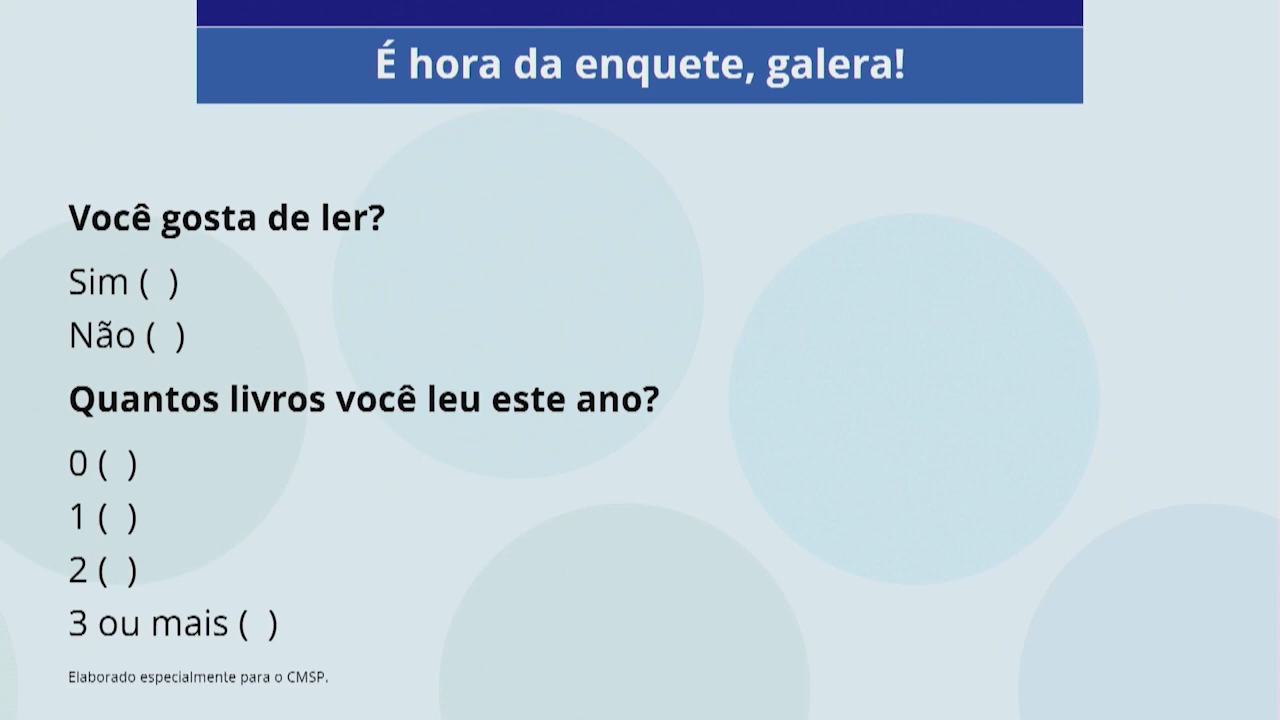 É hora da enquete, galera!
Você gosta de ler?
Sim (  )
Não (  )
Quantos livros você leu este ano?
0 (  )
1 (  )
2 (  )
3 ou mais (  )
Elaborado especialmente para o CMSP.